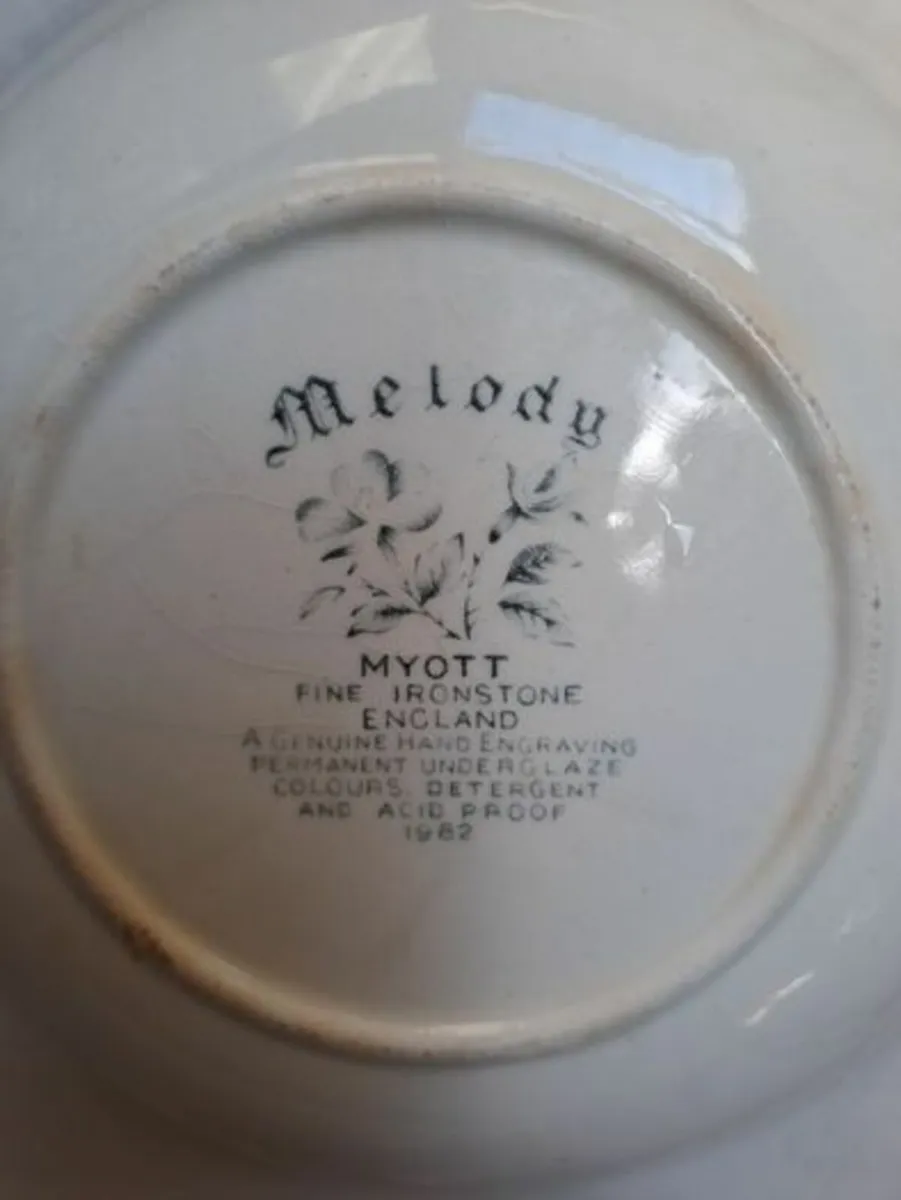 Melody
MYOTT
FINE IRONSTONE
ENGLAND
A GENUINE HAND ENGRAVING
PERMANENT UNDERGLAZE
COLOURS. DETERGENT
AND ACID PROOF
1982